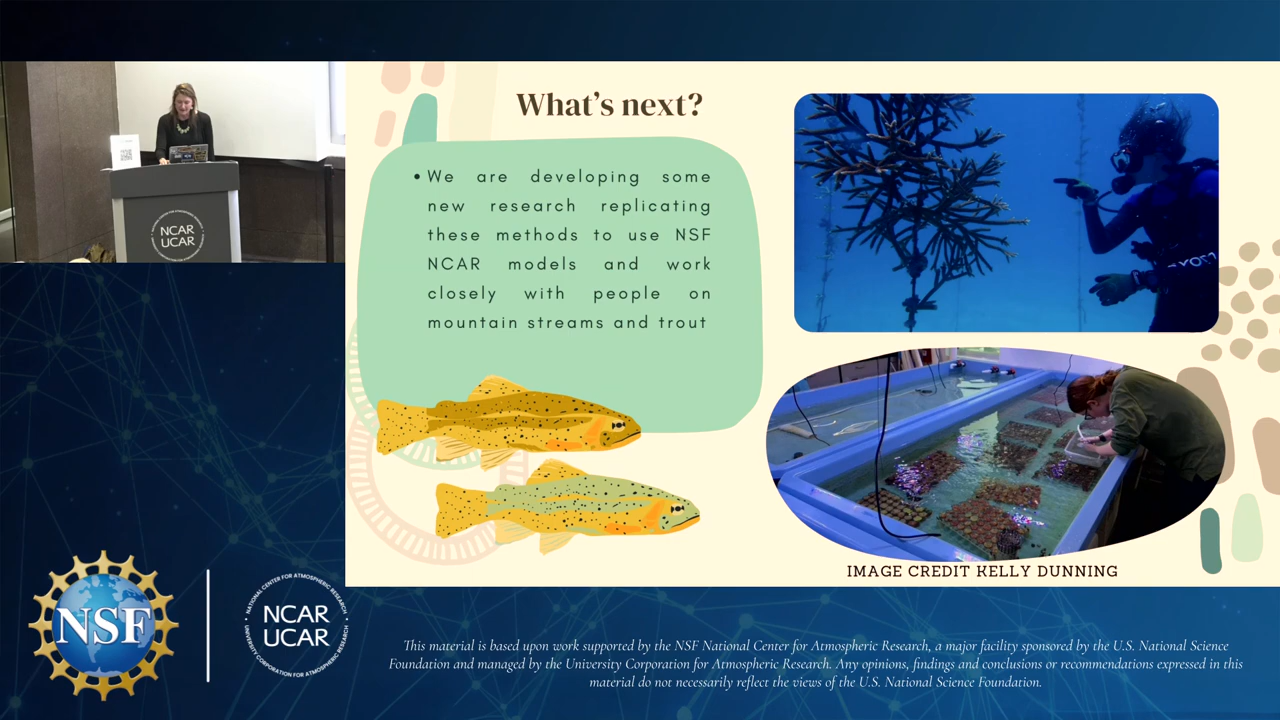 What's next?
• We are developing some
new research replicating
these methods to use NSF
NCAR models and work
closely with people on
mountain streams and trout
IMAGE CREDIT KELLY DUNNING
NCAR
UCAR
NSF
NATIONAL CENTER FOR ATMOSPHERIC RESEARCH
NCAR
UCAR
UNIVERSITY CORPORATION FOR ATMOSPHERIC RESEARCH
This material is based upon work supported by the NSF National Center for Atmospheric Research, a major facility sponsored by the U.S. National Science
Foundation and managed by the University Corporation for Atmospheric Research. Any opinions, findings and conclusions or recommendations expressed in this
material do not necessarily reflect the views of the U.S. National Science Foundation.